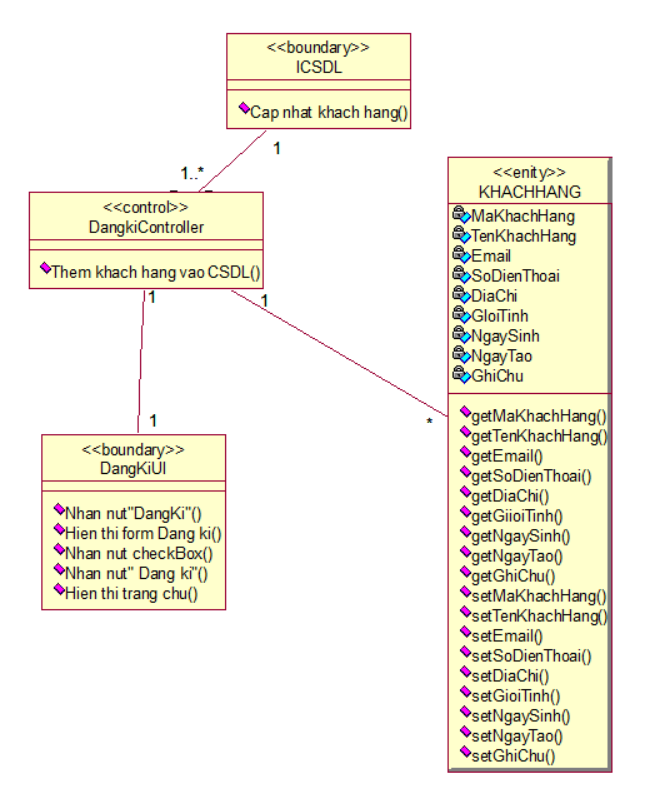 <<boundary>>
ICSDL
Cap nhat khach hang()
1
1..*
<<control>>
DangkiController
Them khach hang vao CSDL()
1
1
1
*
<<boundary>>
DangKiUI
Nhan nut"DangKi"()
Hien thi form Dang ki()
Nhan nut checkBox()
Nhan nut" Dang ki"()
Hien thi trang chu()
<<enity>>
KHACHHANG
MaKhachHang
TenKhachHang
Email
SoDienThoai
DiaChi
GIoiTinh
NgaySinh
NgayTao
GhiChu
getMaKhachHang()
getTenKhachHang()
getEmail()
getSoDienThoai()
getDiaChi()
getGiioiTinh()
getNgaySinh()
getNgayTao()
getGhiChu()
setMaKhachHang()
setTenKhachHang()
setEmail()
setSoDienThoai()
setDiaChi()
setGioiTinh()
setNgaySinh()
setNgayTao()
setGhiChu()